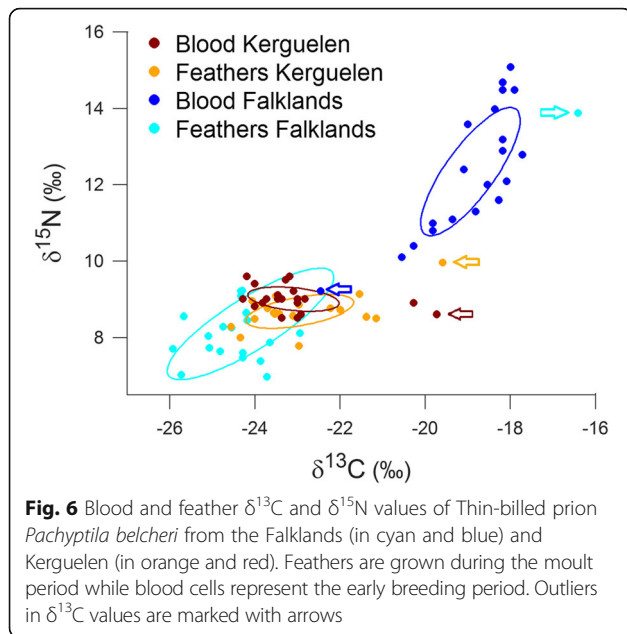 16
14
12
10
8
δ15N (‰)
Blood Kerguelen
Feathers Kerguelen
Blood Falklands
Feathers Falklands
-26 -24 -22 -20 -18 -16
δ13C (‰)
Fig. 6 Blood and feather δ13C and δ15N values of Thin-billed prion
Pachyptila belcheri from the Falklands (in cyan and blue) and
Kerguelen (in orange and red). Feathers are grown during the moult
period while blood cells represent the early breeding period. Outliers
in δ13C values are marked with arrows